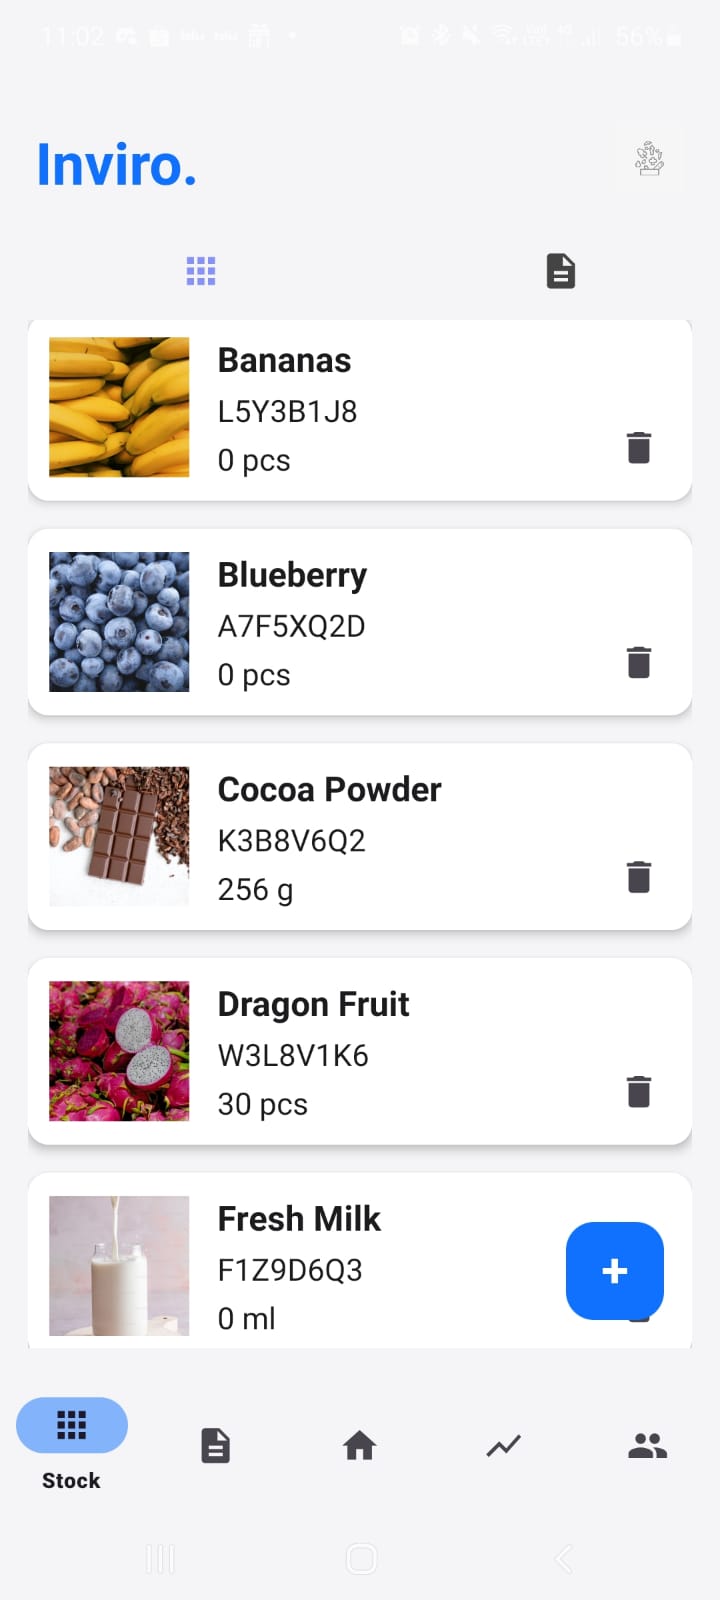 11:02
56%
Inviro.
Bananas
L5Y3B1J8
0 pcs
Blueberry
A7F5XQ2D
0 pcs
Cocoa Powder
K3B8V6Q2
256 g
Dragon Fruit
W3L8V1K6
30 pcs
Fresh Milk
F1Z9D6Q3
0 ml
+
Stock